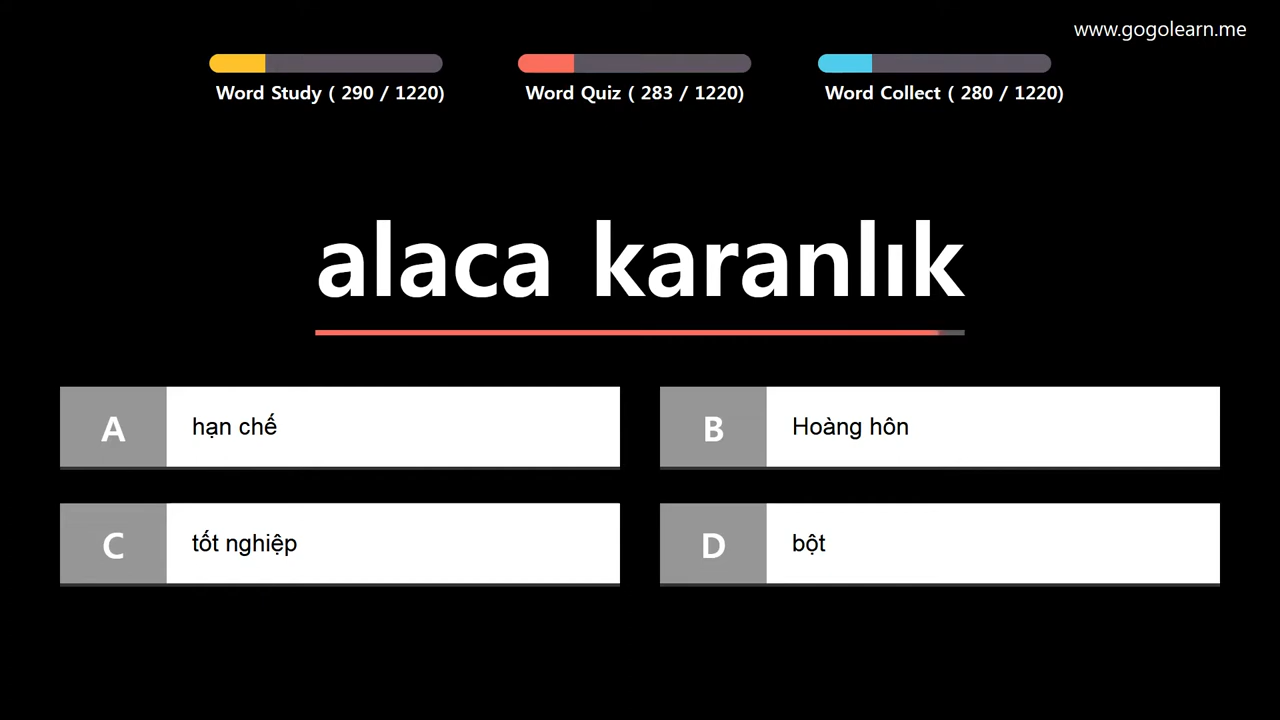 www.gogolearn.me
Word Study ( 290 / 1220)
Word Quiz ( 283 / 1220)
Word Collect ( 280 / 1220)
alaca karanlık
A
hạn chế
B
Hoàng hôn
C
tốt nghiệp
D
bột